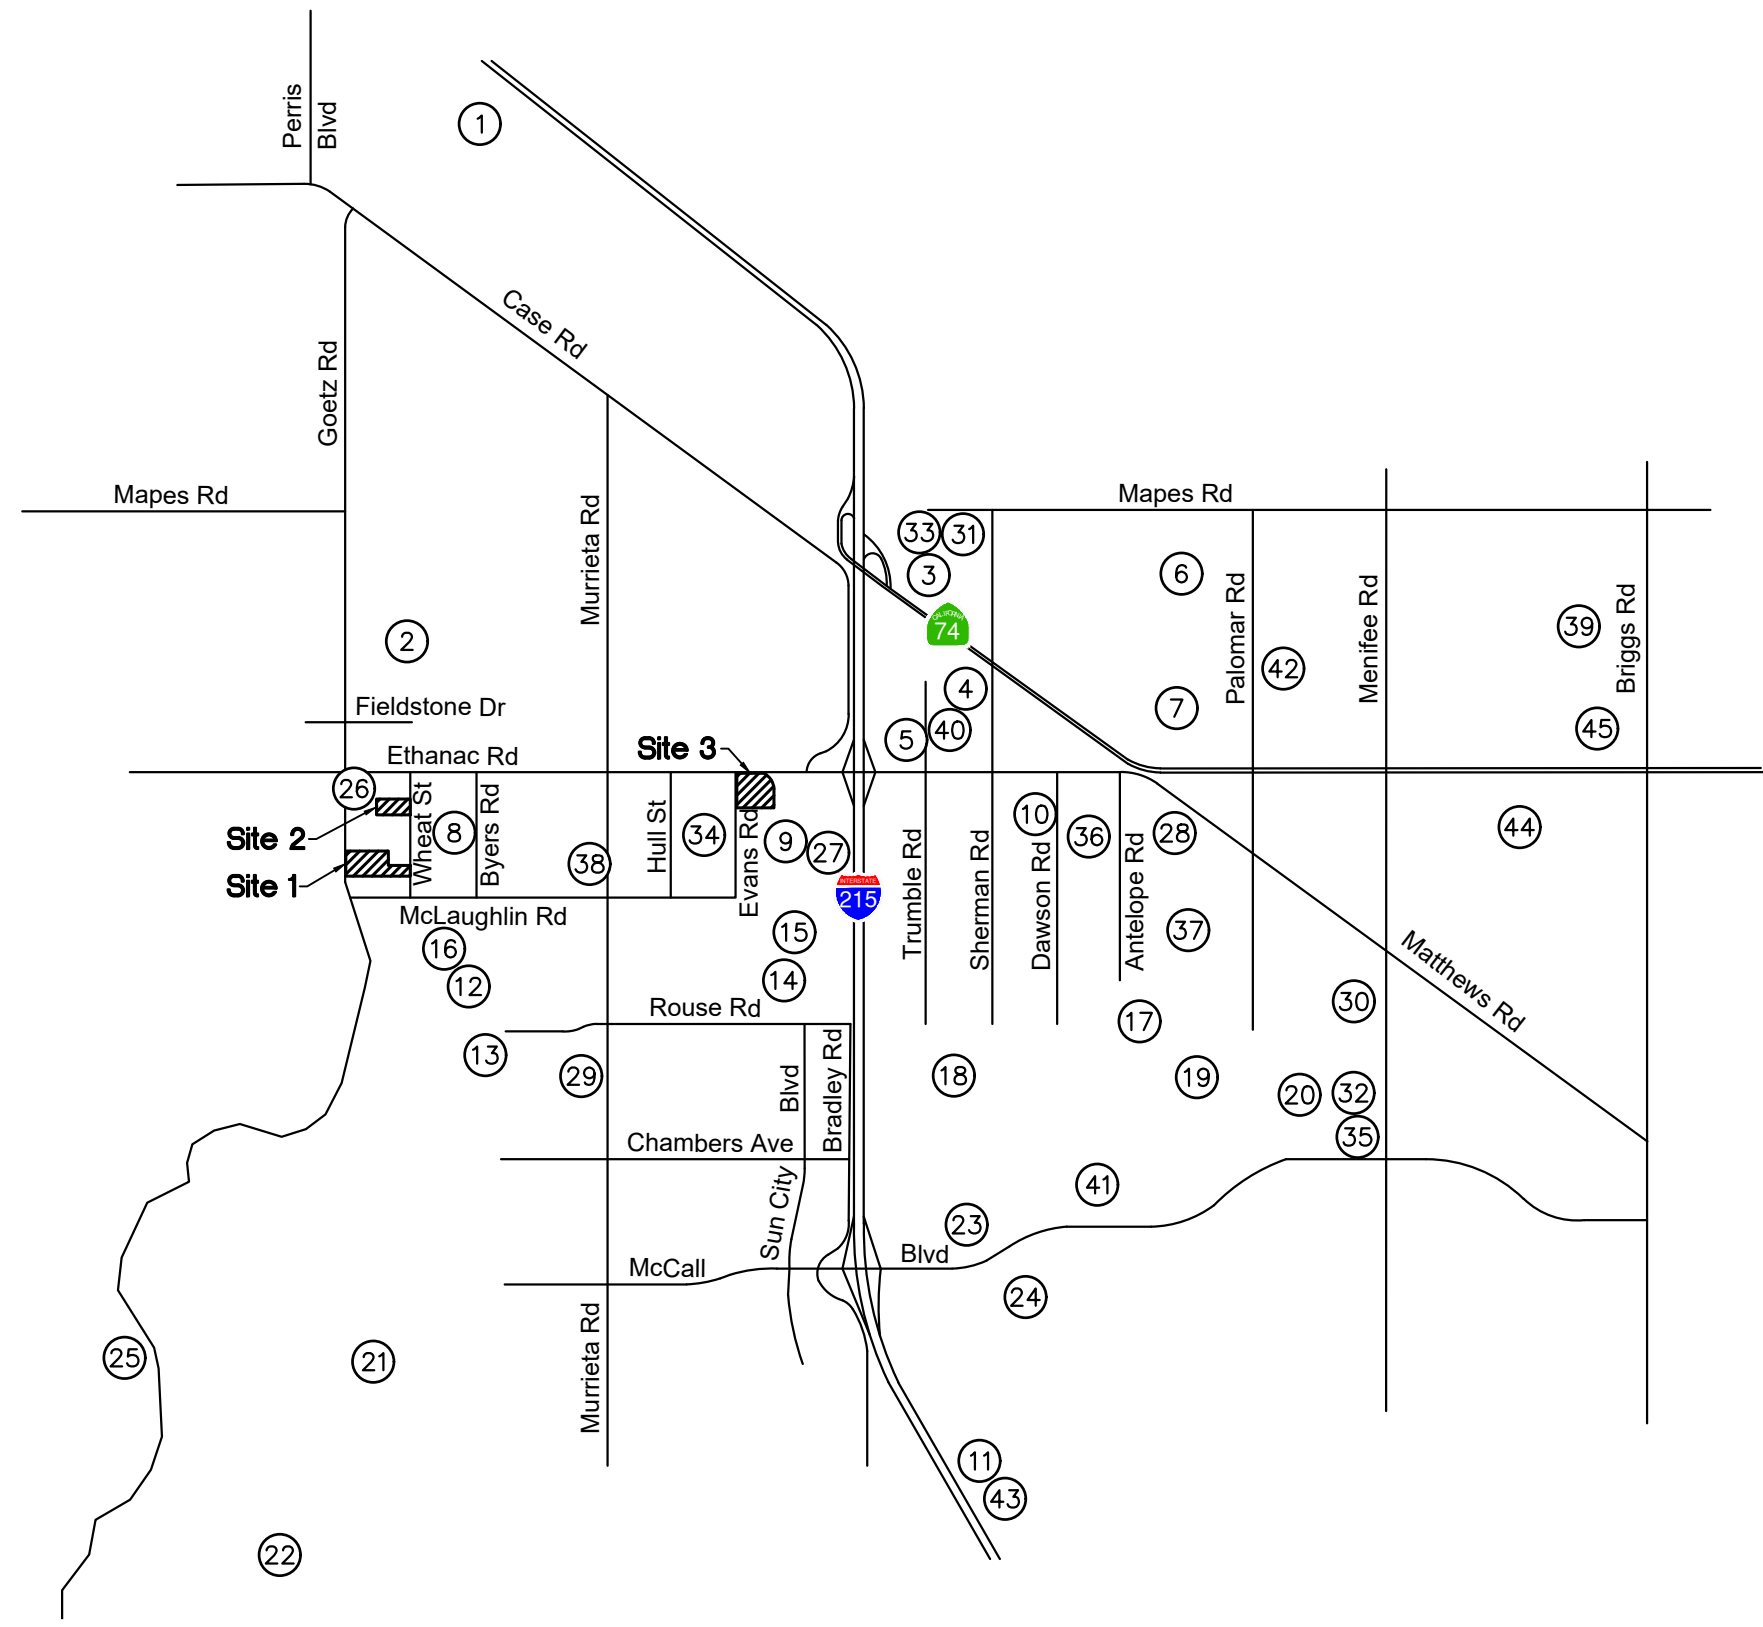 Perris
Blvd
1
Case Rd
Goetz Rd
Mapes Rd
Mapes Rd
Murrieta Rd
33
31
3
6
CALIFORNIA
74
2
Palomar Rd
Menifee Rd
39
Briggs Rd
42
4
7
Fieldstone Dr
40
5
45
Site 3
Ethanac Rd
26
Wheat St
Byers Rd
Site 2
8
38
Hull St
34
Evans Rd
9
27
10
36
28
44
Trumble Rd
Sherman Rd
Dawson Rd
Antelope Rd
Site 1
INTERSTATE
215
McLaughlin Rd
16
15
37
Matthews Rd
12
14
Rouse Rd
30
17
13
29
Blvd
Bradley Rd
18
19
20
32
Chambers Ave
35
Sun City
41
23
McCall
Blvd
24
25
21
Murrieta Rd
11
43
22